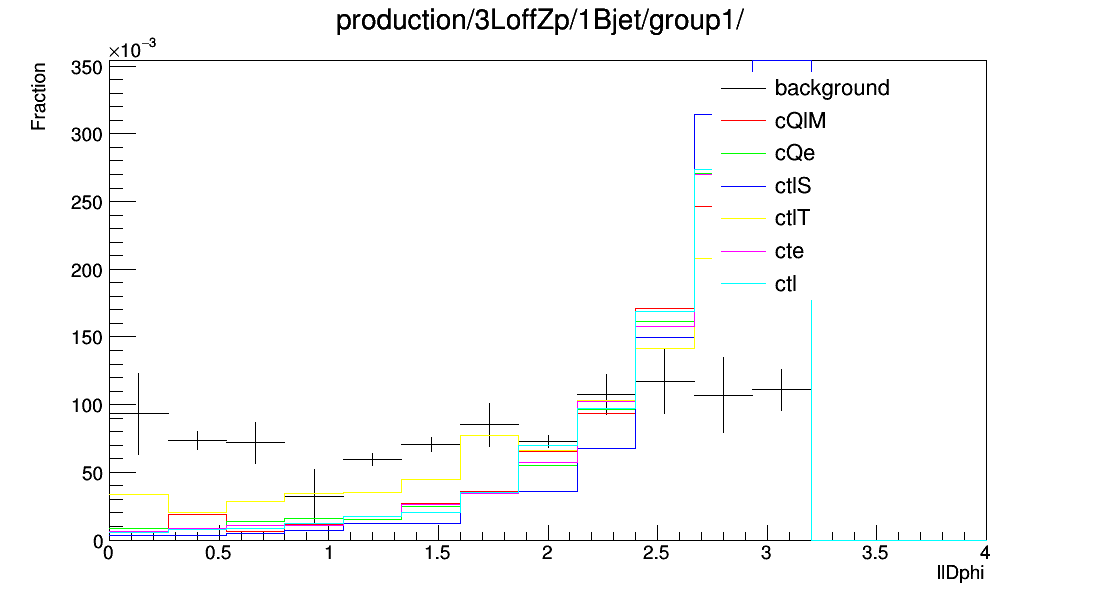 production/3LoffZp/1Bjet/group1/
×10⁻³
Fraction
350
300
250
200
150
100
50
0
background
cQlM
cQe
ctlS
ctlT
cte
ctl
0 0.5 1 1.5 2 2.5 3 3.5 4
llDphi